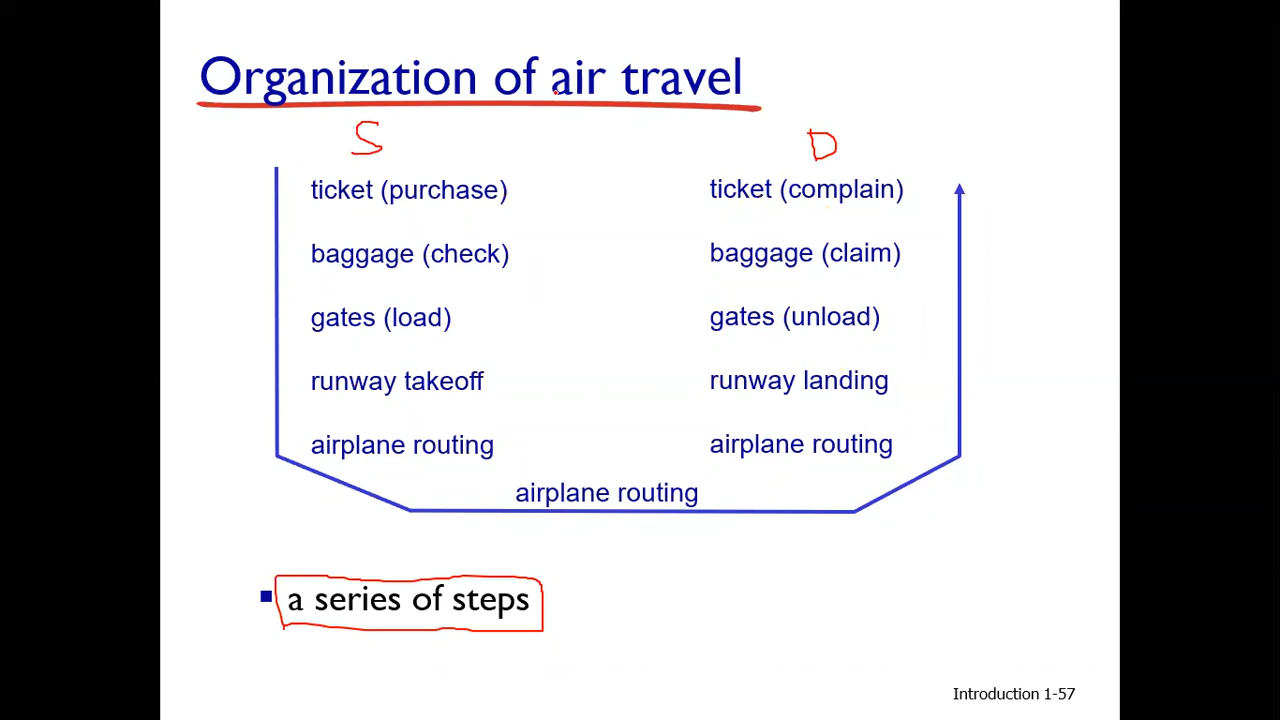 Organization of air travel
S
D
ticket (purchase)
ticket (complain)
baggage (check)
baggage (claim)
gates (load)
gates (unload)
runway takeoff
runway landing
airplane routing
airplane routing
airplane routing
a series of steps
Introduction 1-57